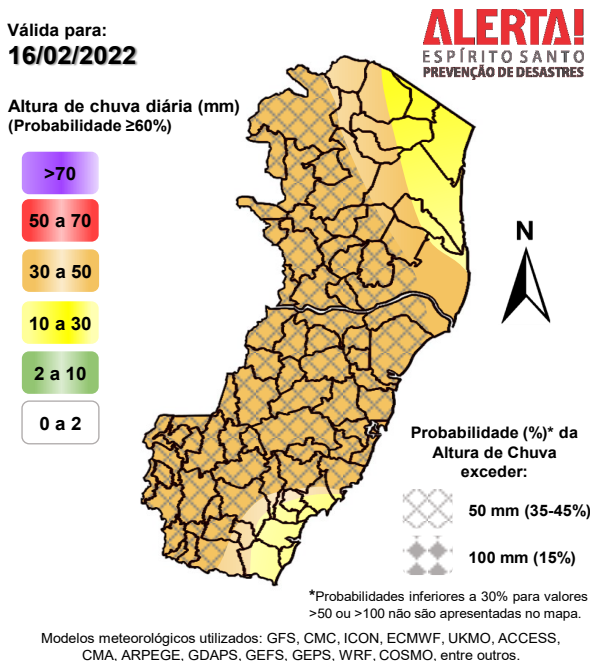 Válida para:
16/02/2022
ALERTA!
ESPÍRITO SANTO
PREVENÇÃO DE DESASTRES
Altura de chuva diária (mm)
(Probabilidade ≥60%)
>70
50 a 70
30 a 50
10 a 30
2 a 10
0 a 2
N
Probabilidade (%)* da
Altura de Chuva
exceder:
50 mm (35-45%)
100 mm (15%)
*Probabilidades inferiores a 30% para valores
>50 ou >100 não são apresentadas no mapa.
Modelos meteorológicos utilizados: GFS, CMC, ICON, ECMWF, UKMO, ACCESS,
CMA, ARPEGE, GDAPS, GEFS, GEPS, WRF, COSMO, entre outros.